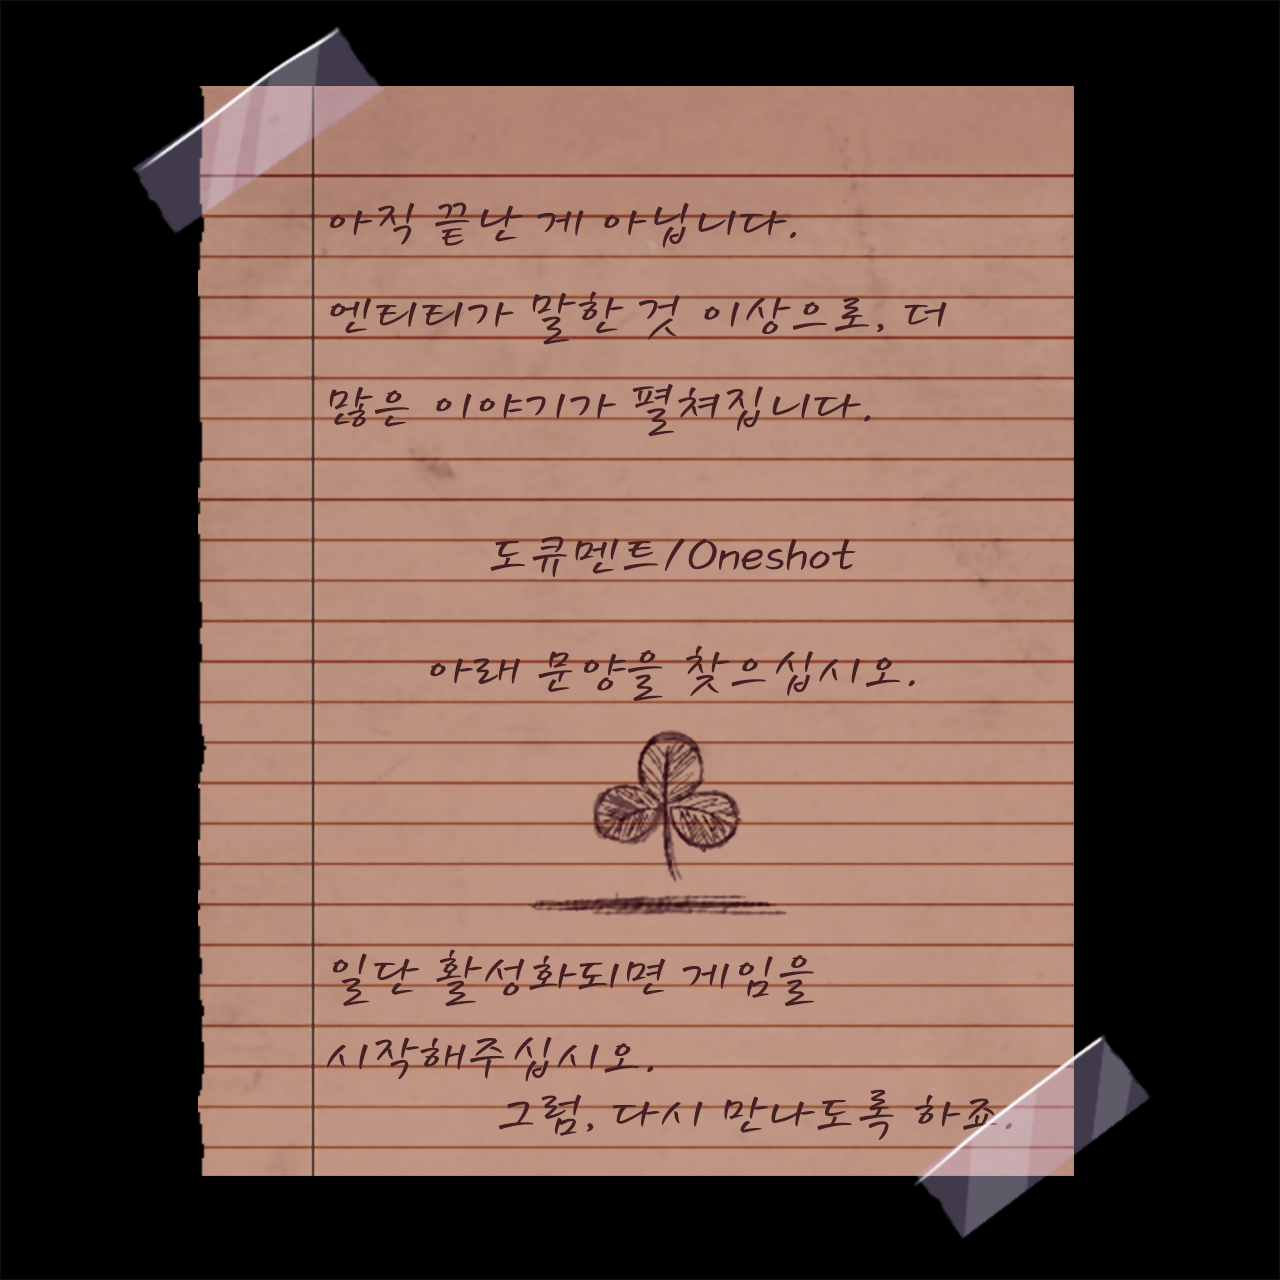 아직 끝난 게 아닙니다.
엔티티가 말한 것 이상으로, 더
많은 이야기가 펼쳐집니다.
도큐멘트/Oneshot
아래 문양을 찾으십시오.
일단 활성화되면 게임을
시작해주십시오.
그럼, 다시 만나도록 하죠.